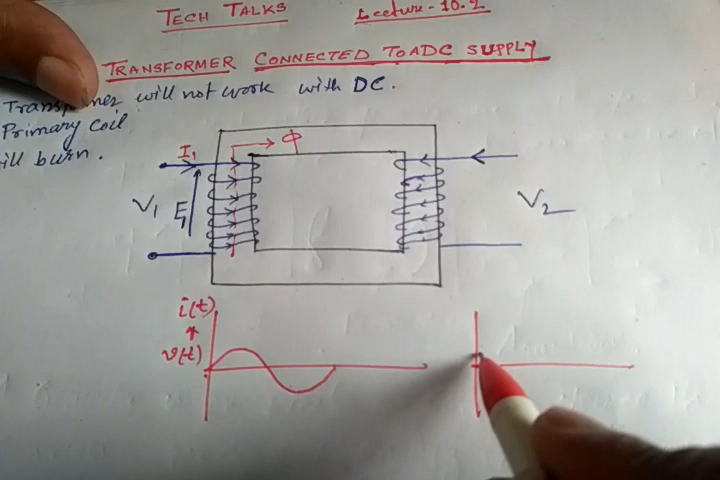 TECH TALKS
Lecture - 10.2
TRANSFORMER CONNECTED TO A DC SUPPLY
will not work with DC.
Primary coil
ill burn.
I1
Φ
V1
E1
V2
i(t)
v(t)